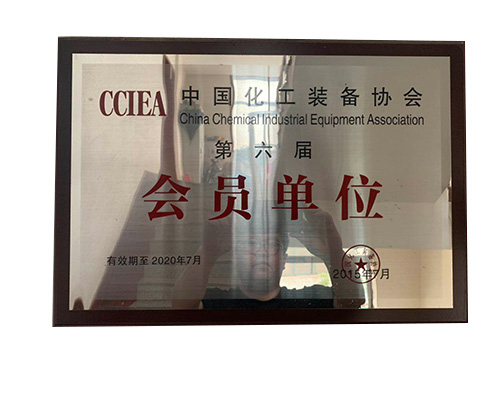 CCIEA 中国化工装备协会
China Chemical Industrial Equipment Association
第六届
会员单位
有效期至 2020年7月
2015年7月